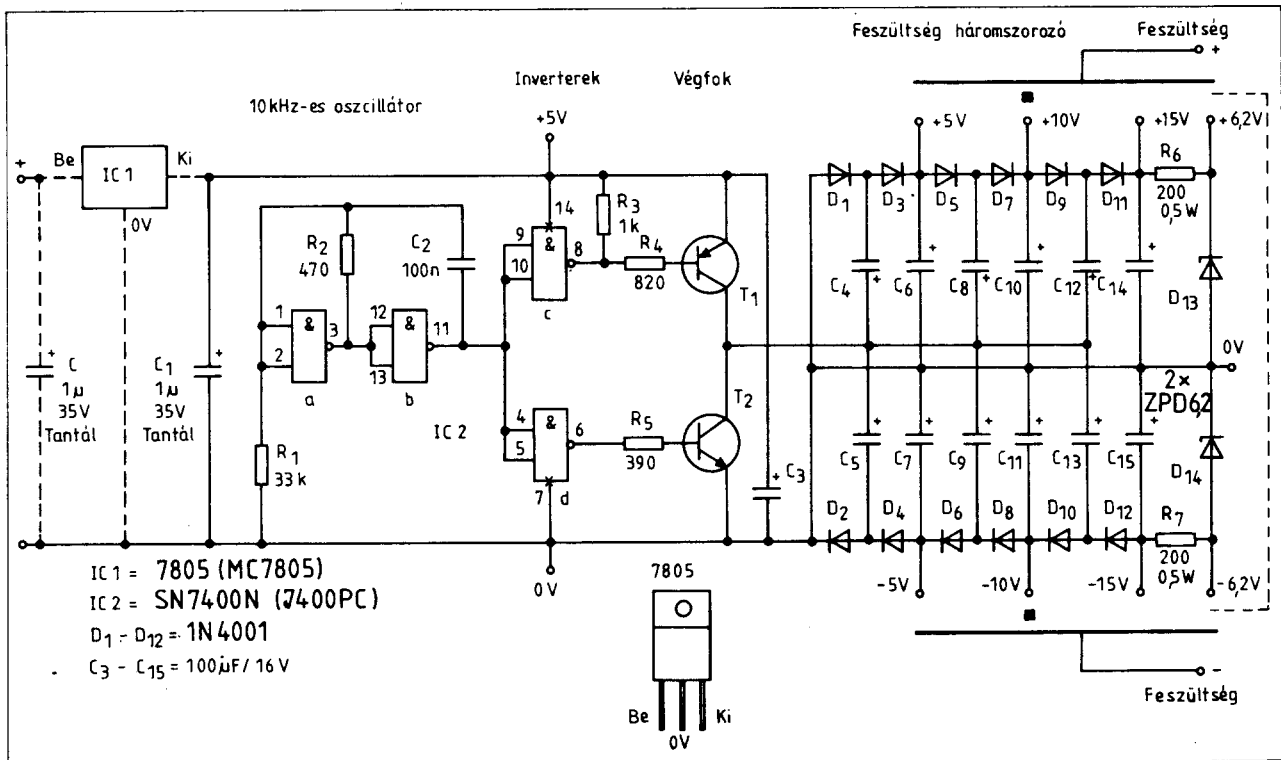 Feszültség háromszorozó
Feszültség
+
10kHz-es oszcillátor
Inverterek
Végfok
+5V
+5V
+10V
+15V
+6,2V
+
Be
IC1
Ki
0V
R2
470
C2
100n
14
9
10
&
8
c
R3
1k
R4
820
T1
D1
D3
D5
D7
D9
D11
R6
200
0,5W
C4
+
C6
+
C8
+
C10
+
C12
+
C14
+
D13
1
2
&
3
a
12
13
&
11
b
IC2
C
+
1µ
35V
Tantál
C1
+
1µ
35V
Tantál
R1
33k
4
5
&
6
7
d
R5
390
T2
C3
+
0V
2×
ZPD6,2
C5
+
C7
+
C9
+
C11
+
C13
+
C15
+
D14
D2
D4
D6
D8
D10
D12
R7
200
0,5W
0V
-5V
-10V
-15V
-6,2V
IC1 = 7805 (MC7805)
IC2 = SN7400N (7400PC)
D1 - D12 = 1N4001
C3 - C15 = 100µF/16V
7805
Be
0V
Ki
-
Feszültség